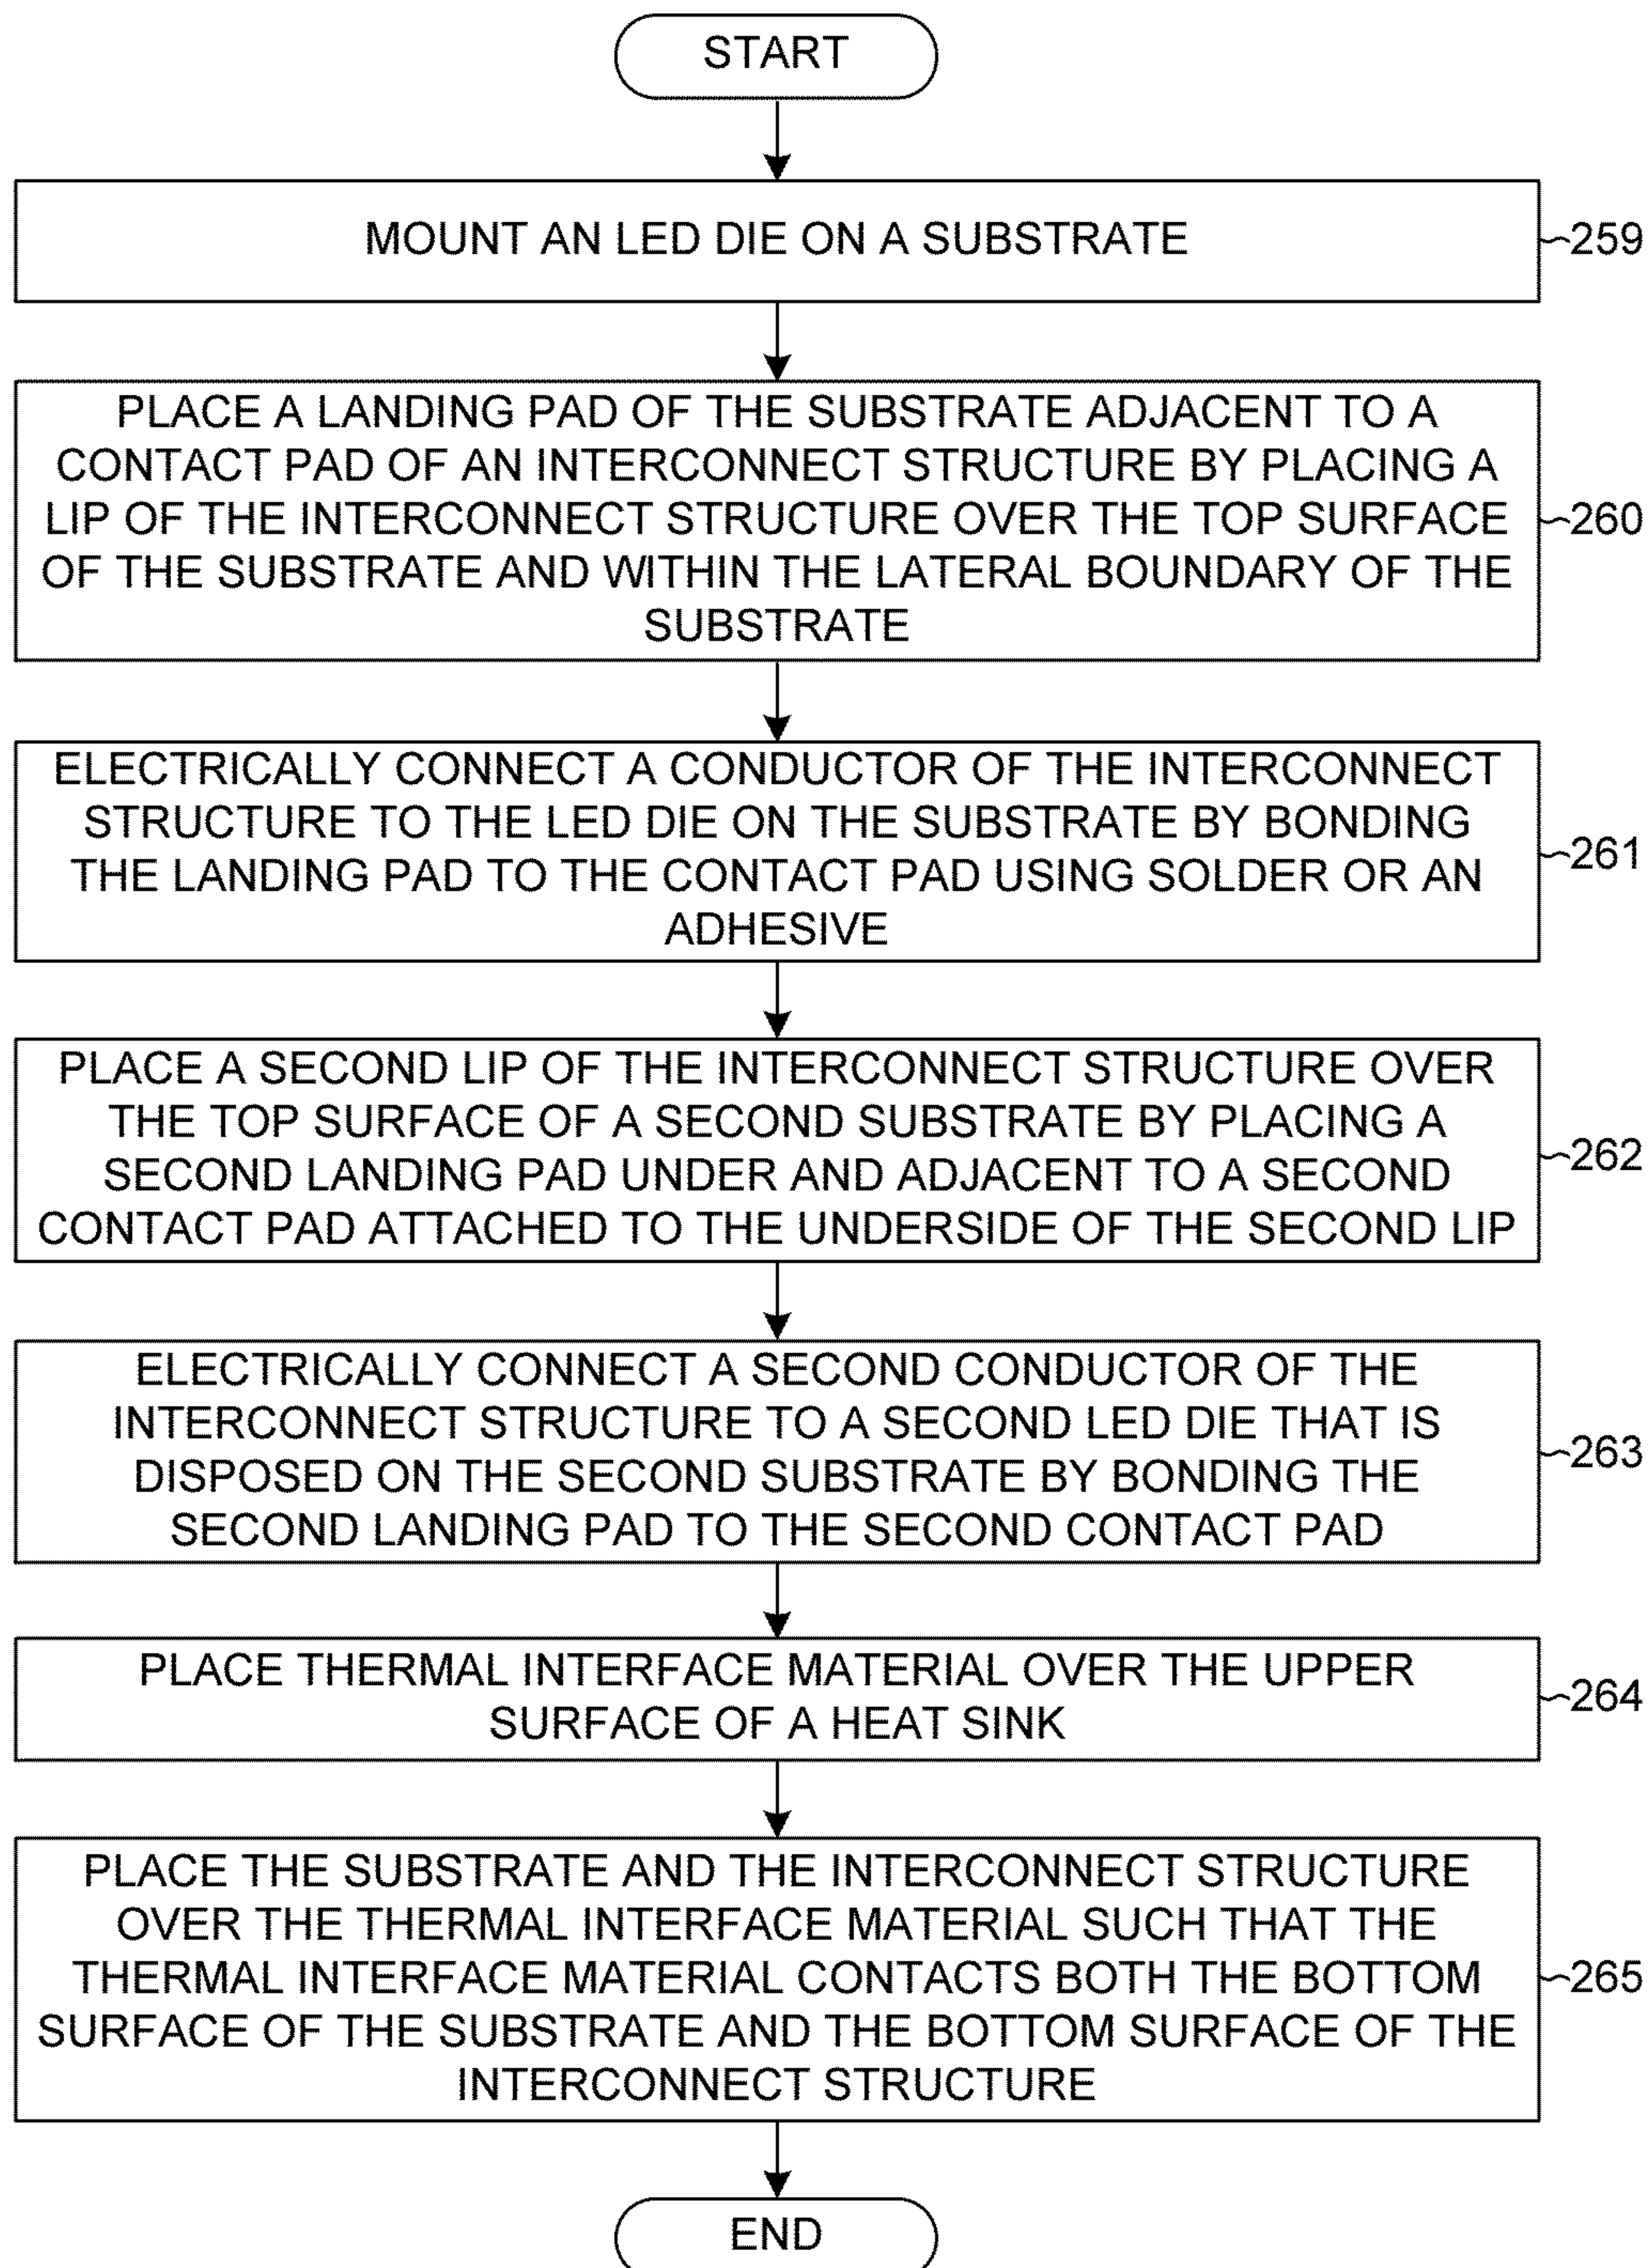 START
MOUNT AN LED DIE ON A SUBSTRATE
259
PLACE A LANDING PAD OF THE SUBSTRATE ADJACENT TO A
CONTACT PAD OF AN INTERCONNECT STRUCTURE BY PLACING A
LIP OF THE INTERCONNECT STRUCTURE OVER THE TOP SURFACE
OF THE SUBSTRATE AND WITHIN THE LATERAL BOUNDARY OF THE
SUBSTRATE
260
ELECTRICALLY CONNECT A CONDUCTOR OF THE INTERCONNECT
STRUCTURE TO THE LED DIE ON THE SUBSTRATE BY BONDING
THE LANDING PAD TO THE CONTACT PAD USING SOLDER OR AN
ADHESIVE
261
PLACE A SECOND LIP OF THE INTERCONNECT STRUCTURE OVER
THE TOP SURFACE OF A SECOND SUBSTRATE BY PLACING A
SECOND LANDING PAD UNDER AND ADJACENT TO A SECOND
CONTACT PAD ATTACHED TO THE UNDERSIDE OF THE SECOND LIP
262
ELECTRICALLY CONNECT A SECOND CONDUCTOR OF THE
INTERCONNECT STRUCTURE TO A SECOND LED DIE THAT IS
DISPOSED ON THE SECOND SUBSTRATE BY BONDING THE
SECOND LANDING PAD TO THE SECOND CONTACT PAD
263
PLACE THERMAL INTERFACE MATERIAL OVER THE UPPER
SURFACE OF A HEAT SINK
264
PLACE THE SUBSTRATE AND THE INTERCONNECT STRUCTURE
OVER THE THERMAL INTERFACE MATERIAL SUCH THAT THE
THERMAL INTERFACE MATERIAL CONTACTS BOTH THE BOTTOM
SURFACE OF THE SUBSTRATE AND THE BOTTOM SURFACE OF THE
INTERCONNECT STRUCTURE
265
END